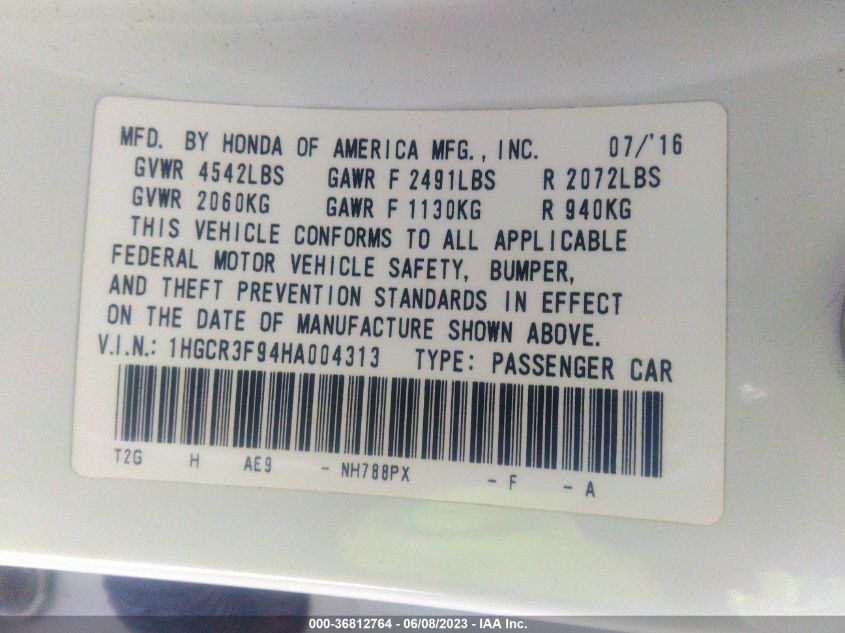 MFD. BY HONDA OF AMERICA MFG., INC. 07/'16
GVWR 4542LBS GAWR F 2491LBS R 2072LBS
GVWR 2060KG GAWR F 1130KG R 940KG
THIS VEHICLE CONFORMS TO ALL APPLICABLE
FEDERAL MOTOR VEHICLE SAFETY, BUMPER,
AND THEFT PREVENTION STANDARDS IN EFFECT
ON THE DATE OF MANUFACTURE SHOWN ABOVE.
V.I.N.: 1HGCR3F94HA004313 TYPE: PASSENGER CAR
T2G H AE9 - NH788PX - F - A
000-36812764 - 06/08/2023 - IAA Inc.